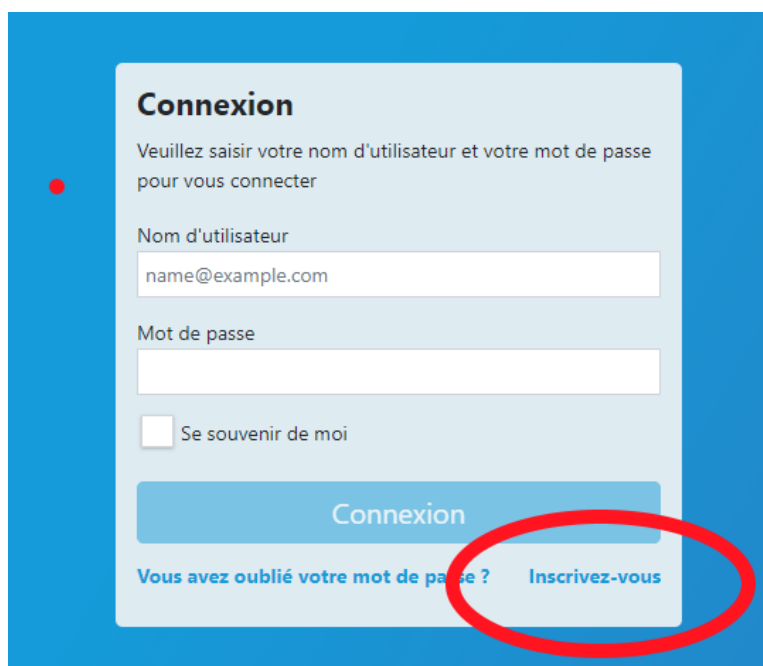 Connexion
Veuillez saisir votre nom d'utilisateur et votre mot de passe
pour vous connecter
Nom d'utilisateur
name@example.com
Mot de passe
Se souvenir de moi
Connexion
Vous avez oublié votre mot de passe ? Inscrivez-vous